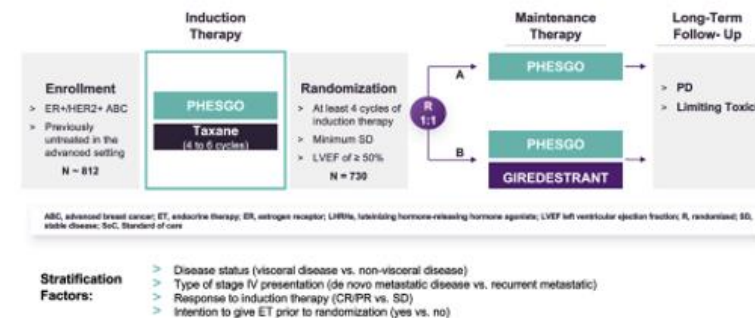 Induction
Therapy
Maintenance
Therapy
Long-Term
Follow- Up
Enrollment
> ER+/HER2+ ABC
> Previously
untreated in the
advanced setting
N ~ 812
PHESGO
Taxane
(4 to 6 cycles)
Randomization
> At least 4 cycles of
induction therapy
> Minimum SD
> LVEF of ≥ 50%
N = 730
R
1:1
A
B
PHESGO
PHESGO
GIREDESTRANT
> PD
> Limiting Toxic
ABC, advanced breast cancer; ET, endocrine therapy; ER, estrogen receptor; LHRHa, luteinizing hormone-releasing hormone agonists; LVEF left ventricular ejection fraction; R, randomized; SD,
stable disease; SoC, Standard of care
Stratification
Factors:
> Disease status (visceral disease vs. non-visceral disease)
> Type of stage IV presentation (de novo metastatic disease vs. recurrent metastatic)
> Response to induction therapy (CR/PR vs. SD)
> Intention to give ET prior to randomization (yes vs. no)